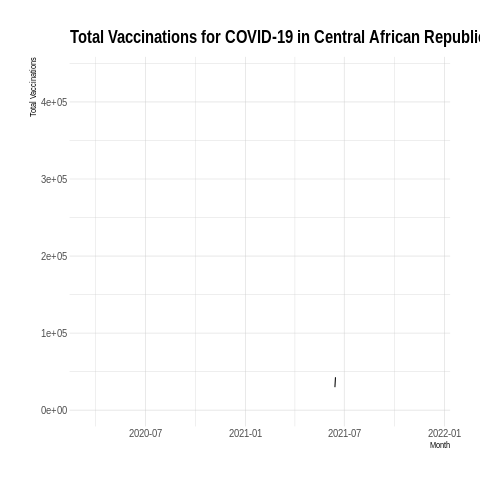 Total Vaccinations for COVID-19 in Central African Republi
Total Vaccinations
4e+05
3e+05
2e+05
1e+05
0e+00
2020-07 2021-01 2021-07 2022-01
Month